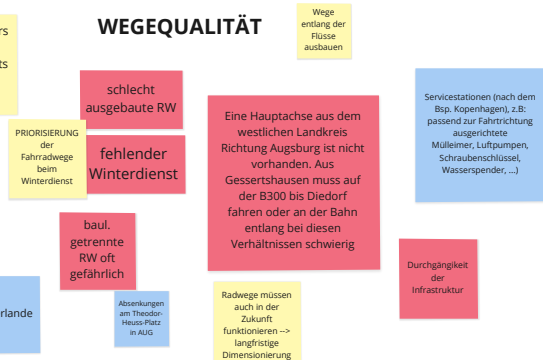 WEGEQUALITÄT
Wege
entlang der
Flüsse
ausbauen
schlecht
ausgebaute RW
PRIORISIERUNG
der
Fahrradwege
beim
Winterdienst
fehlender
Winterdienst
Eine Hauptachse aus dem
westlichen Landkreis
Richtung Augsburg ist nicht
vorhanden. Aus
Gessertshausen muss auf
der B300 bis Diedorf
fahren oder an der Bahn
entlang bei diesen
Verhältnissen schwierig
Servicestationen (nach dem
Bsp. Kopenhagen), z.B:
passend zur Fahrtrichtung
ausgerichtete
Mülleimer, Luftpumpen,
Schraubenschlüssel,
Wasserspender, ...)
baul.
getrennte
RW oft
gefährlich
Durchgängikeit
der
Infrastruktur
Absenkungen
am Theodor-
Heuss-Platz
in AUG
Radwege müssen
auch in der
Zukunft
funktionieren -->
langfristige
Dimensionierung